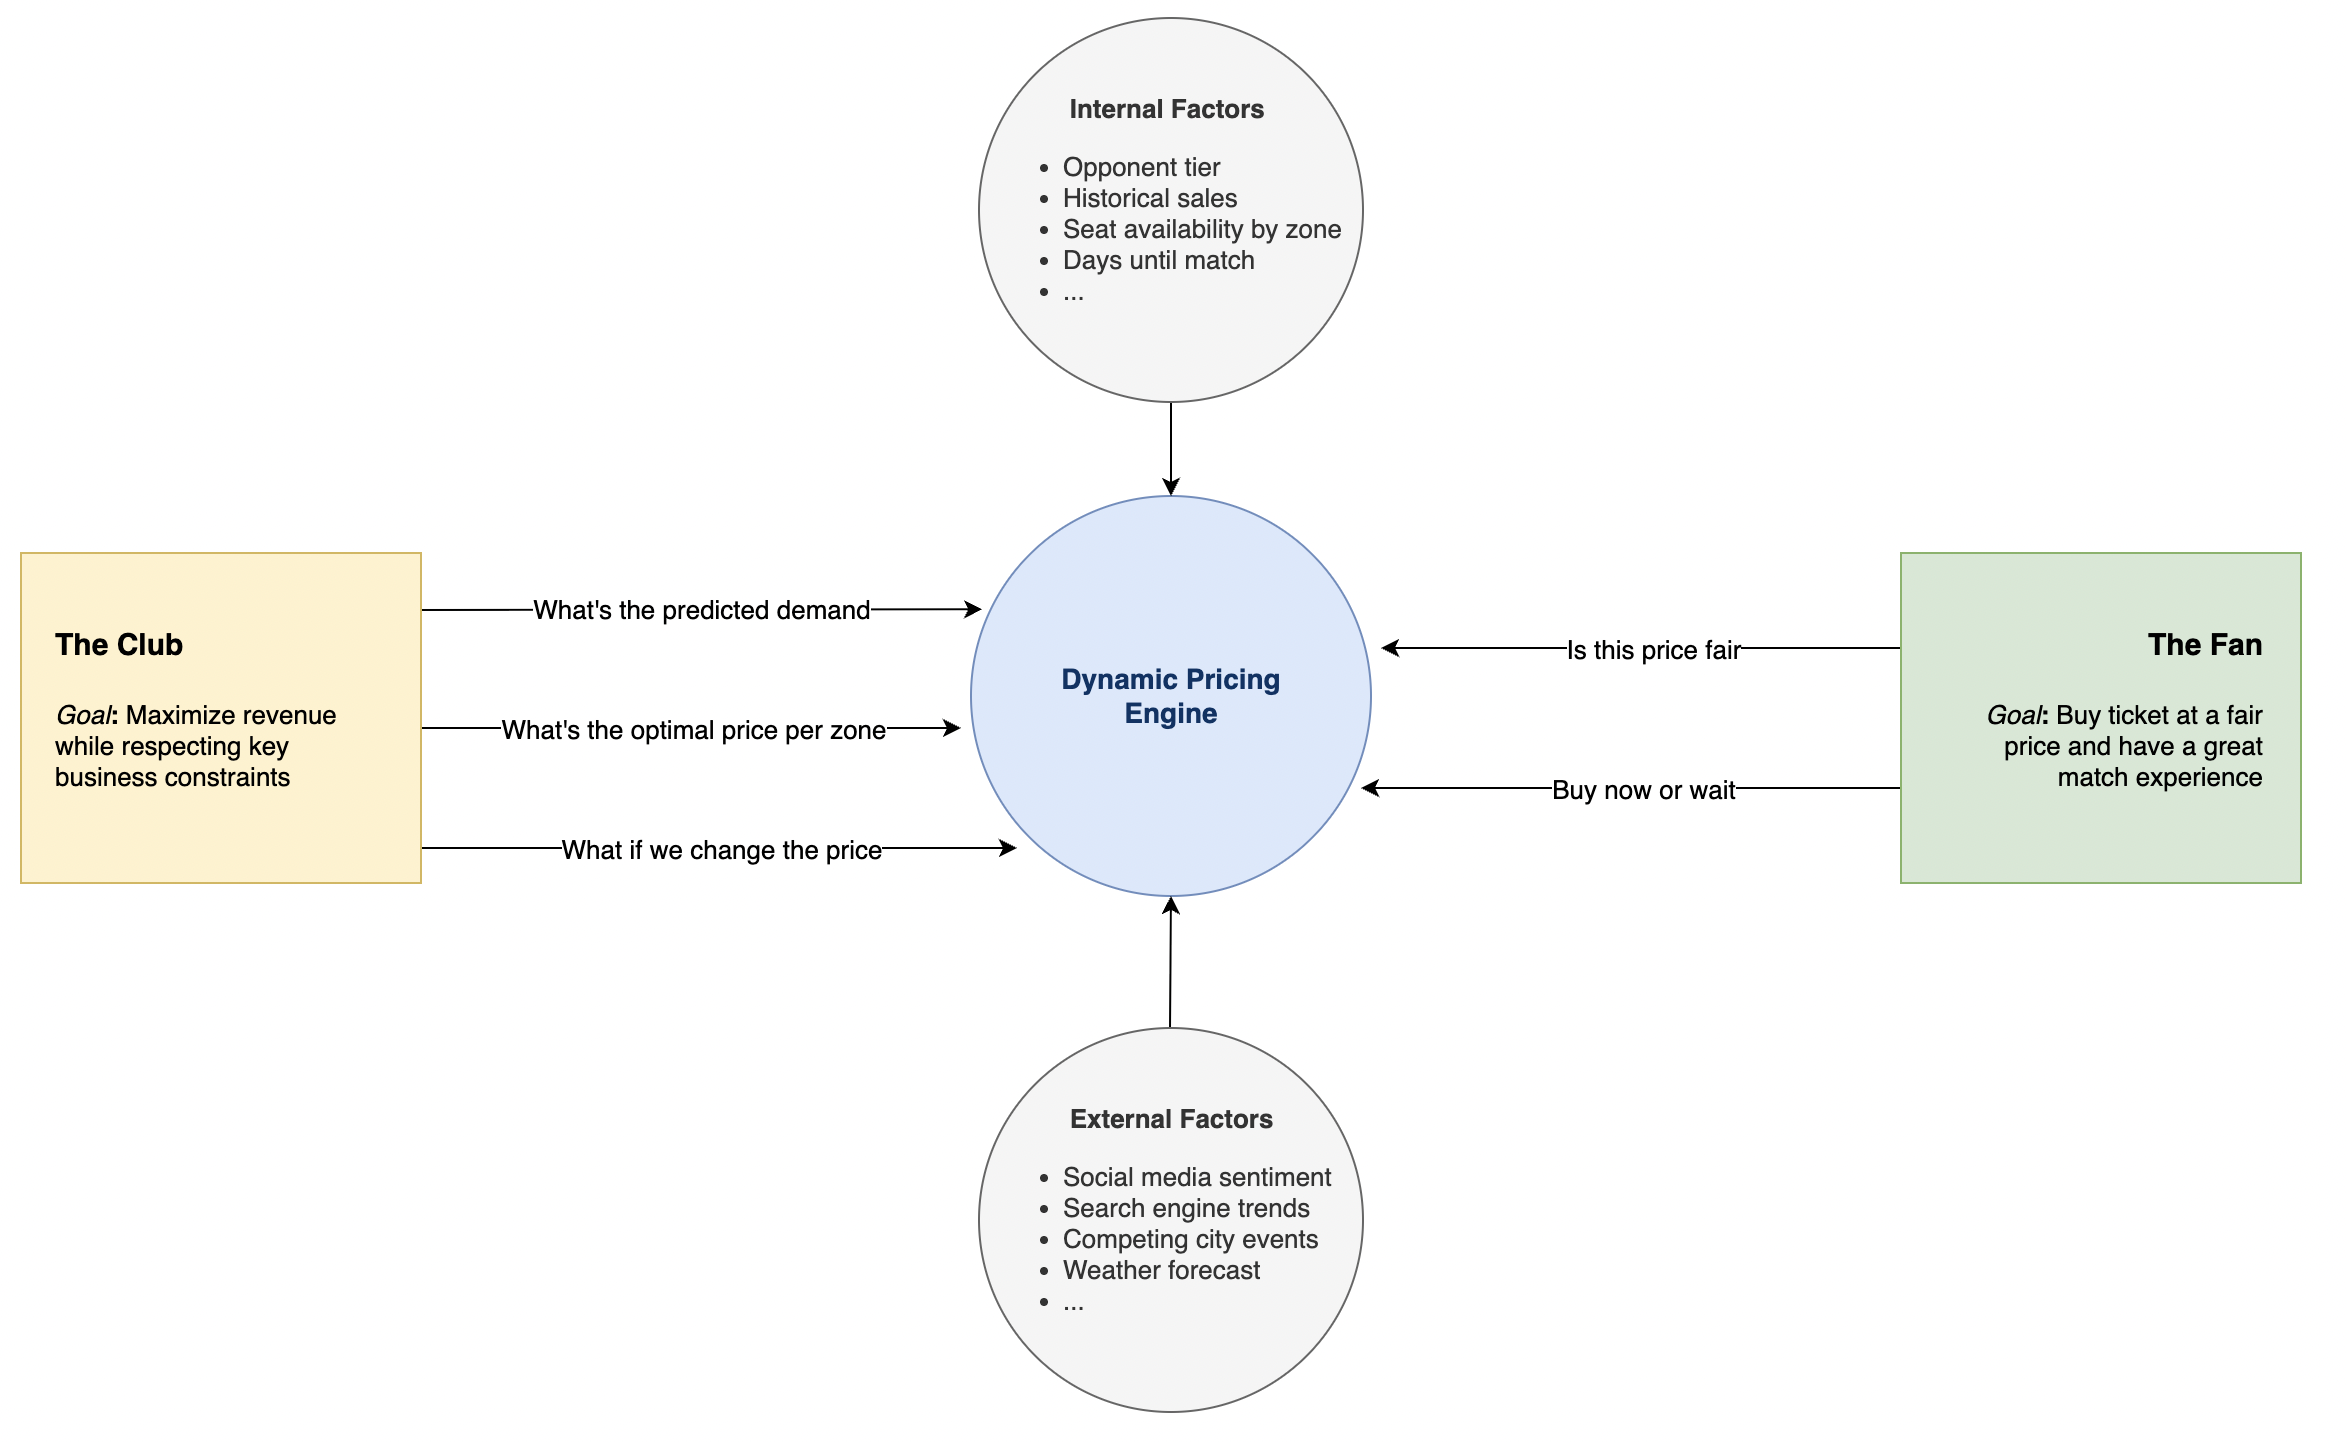 Internal Factors
• Opponent tier
• Historical sales
• Seat availability by zone
• Days until match
• ...
The Club
Goal: Maximize revenue
while respecting key
business constraints
What's the predicted demand
What's the optimal price per zone
What if we change the price
Dynamic Pricing
Engine
Is this price fair
Buy now or wait
The Fan
Goal: Buy ticket at a fair
price and have a great
match experience
External Factors
• Social media sentiment
• Search engine trends
• Competing city events
• Weather forecast
• ...